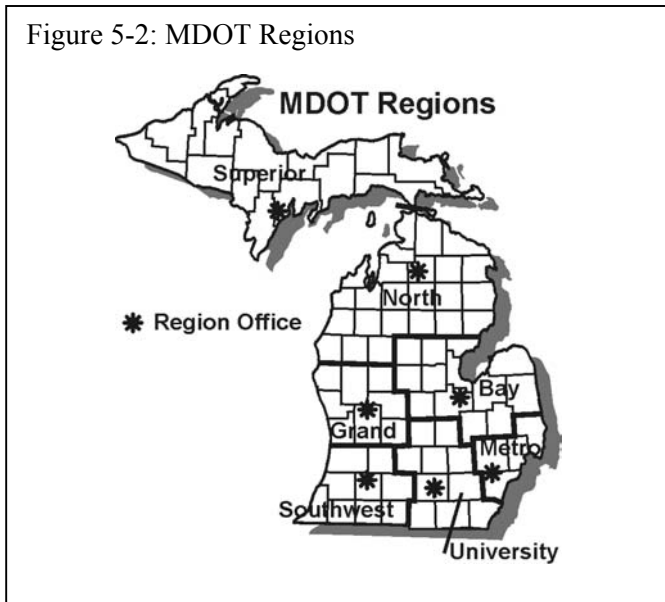 Figure 5-2: MDOT Regions
MDOT Regions
Superior
North
Region Office
Bay
Grand
Metro
Southwest
University